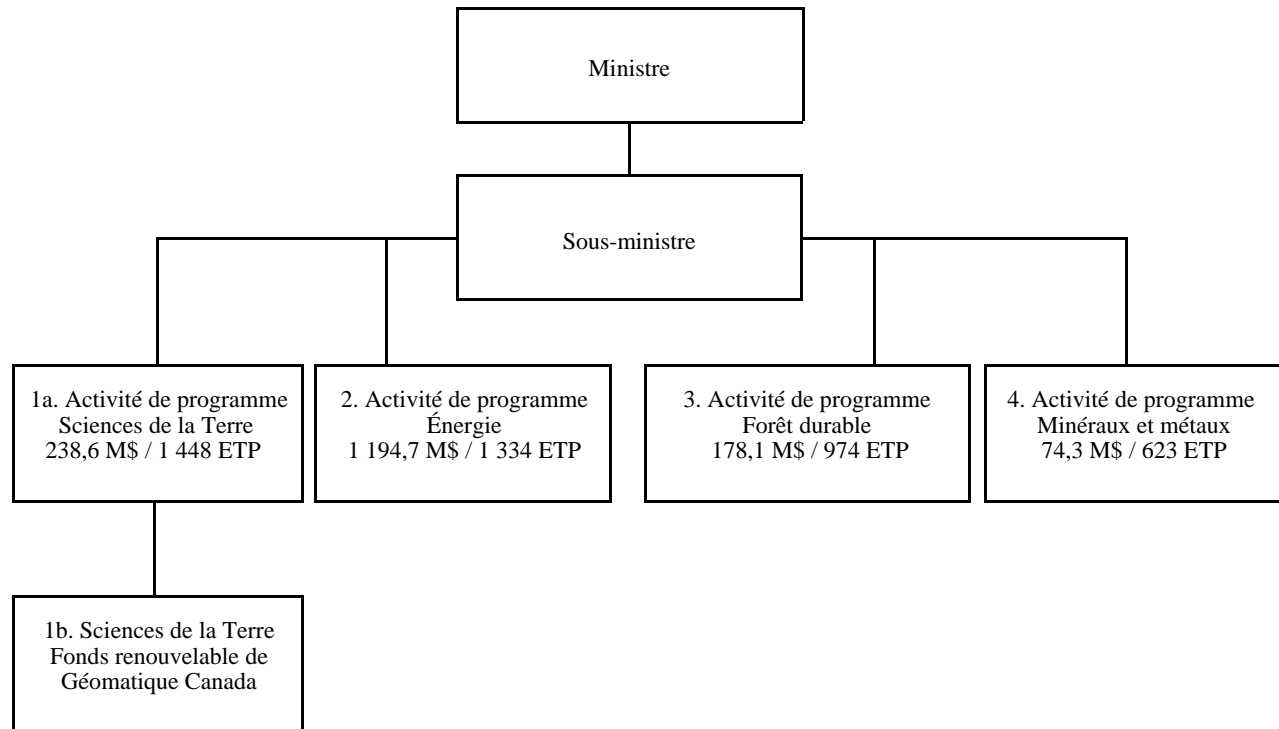 Ministre
Sous-ministre
1a. Activité de programme
Sciences de la Terre
238,6 M$ / 1 448 ETP
2. Activité de programme
Énergie
1 194,7 M$ / 1 334 ETP
3. Activité de programme
Forêt durable
178,1 M$ / 974 ETP
4. Activité de programme
Minéraux et métaux
74,3 M$ / 623 ETP
1b. Sciences de la Terre
Fonds renouvelable de
Géomatique Canada